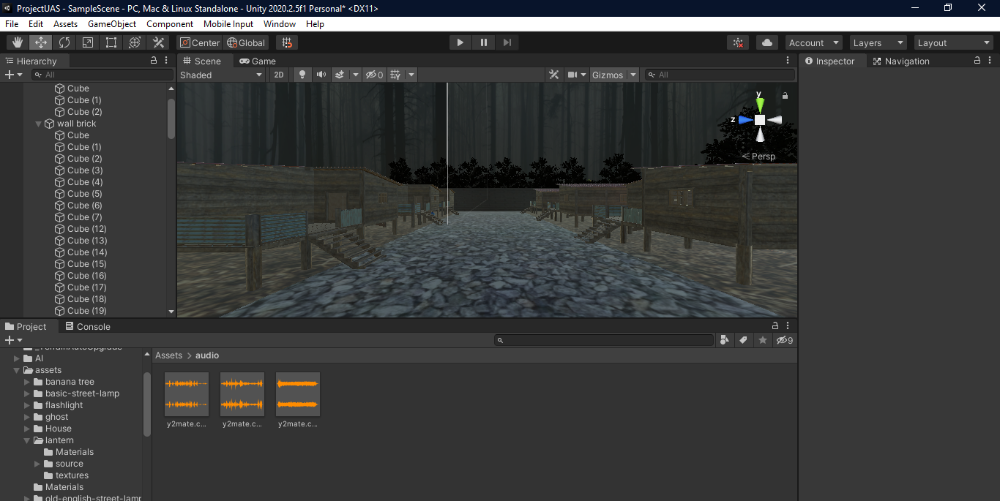 ProjectUAS - SampleScene - PC, Mac & Linux Standalone - Unity 2020.2.5f1 Personal* <DX11>
File Edit Assets GameObject Component Mobile Input Window Help
Center Global Account Layers Layout
Hierarchy
All
Cube
Cube (1)
Cube (2)
wall brick
Cube
Cube (1)
Cube (2)
Cube (3)
Cube (4)
Cube (5)
Cube (6)
Cube (7)
Cube (12)
Cube (13)
Cube (14)
Cube (15)
Cube (16)
Cube (17)
Cube (18)
Cube (19)
Scene Game
Shaded 2D 0 Gizmos All
y
z
Persp
Inspector Navigation
Project Console
9
_TerrainAutoUpgrade
AI
assets
banana tree
basic-street-lamp
flashlight
ghost
House
lantern
Materials
source
textures
Materials
old-english-street-lamp
Assets > audio
y2mate.c... y2mate.c... y2mate.c...